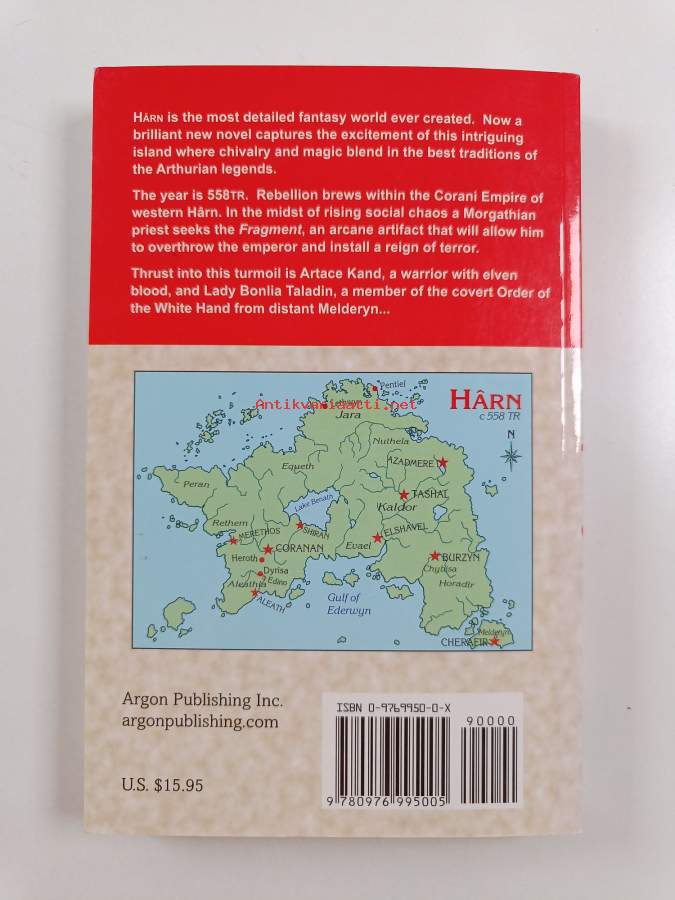 HÂRN is the most detailed fantasy world ever created. Now a
brilliant new novel captures the excitement of this intriguing
island where chivalry and magic blend in the best traditions of
the Arthurian legends.
The year is 558TR. Rebellion brews within the Corani Empire of
western Hârn. In the midst of rising social chaos a Morgathian
priest seeks the Fragment, an arcane artifact that will allow him
to overthrow the emperor and install a reign of terror.
Thrust into this turmoil is Artace Kand, a warrior with elven
blood, and Lady Bonlia Taladin, a member of the covert Order of
the White Hand from distant Melderyn...
HÂRN
c 558 TR
N
Pentiel
Antikvariaatti.net
Jara
Nuthela
AZADMERE
Equeth
Peran
TASHAL
Kaldor
Lake Benath
Rethem
MERETHOS
SHIRAN
ELSHAVEL
CORANAN
Evael
Heroth
BURZYN
Chybisa
Dyrisa
Edino
Aleathia
Horadir
ALEATH
Gulf of
Ederwyn
Melderyn
CHERAFIR
Argon Publishing Inc.
argonpublishing.com
U.S. $15.95
ISBN 0-9769950-0-X
90000
9 780976 995005